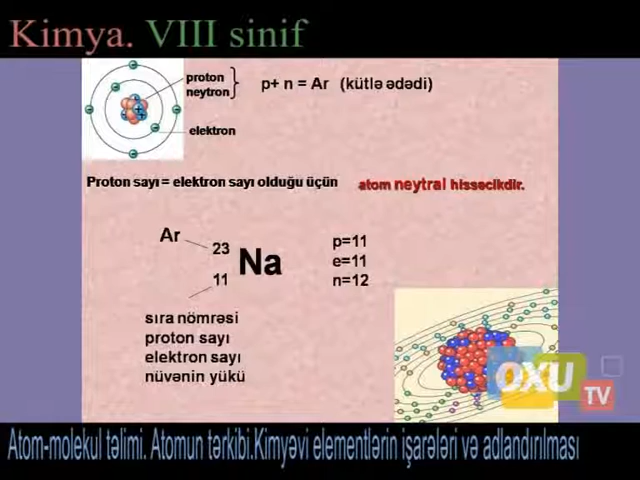 Kimya. VIII sinif
proton
neytron
p+ n = Ar (kütlə ədədi)
elektron
Proton sayı = elektron sayı olduğu üçün atom neytral hissəcikdir.
Ar
23
Na
11
p=11
e=11
n=12
sıra nömrəsi
proton sayı
elektron sayı
nüvənin yükü
OXU
TV
Atom-molekul təlimi. Atomun tərkibi.Kimyəvi elementlərin işarələri və adlandırılması